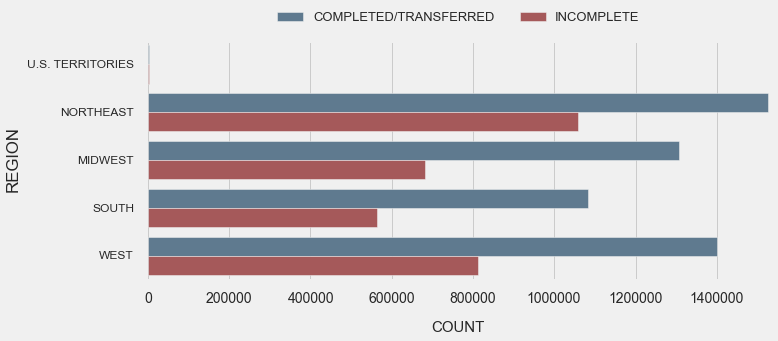 COMPLETED/TRANSFERRED INCOMPLETE
U.S. TERRITORIES
NORTHEAST
MIDWEST
SOUTH
WEST
REGION
0 200000 400000 600000 800000 1000000 1200000 1400000
COUNT